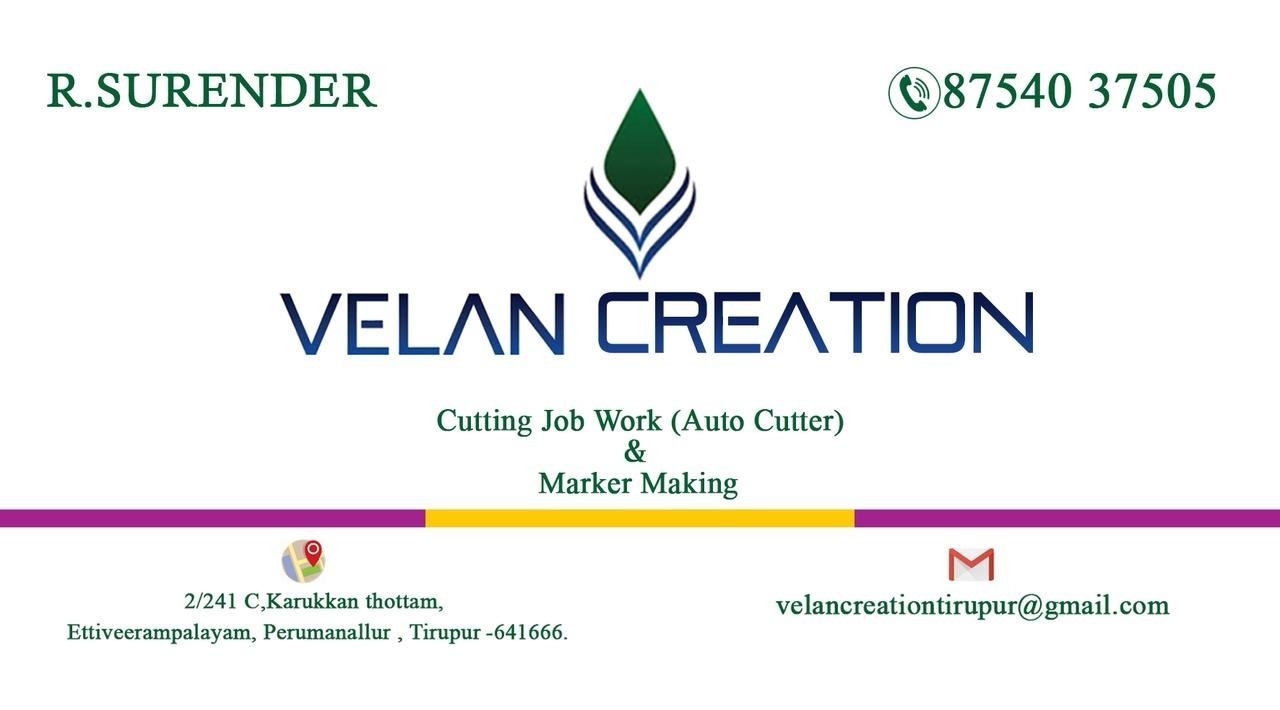 R.SURENDER
87540 37505
VELAN CREATION
Cutting Job Work (Auto Cutter)
&
Marker Making
2/241 C,Karukkan thottam,
Ettiveerampalayam, Perumanallur , Tirupur -641666.
velancreationtirupur@gmail.com